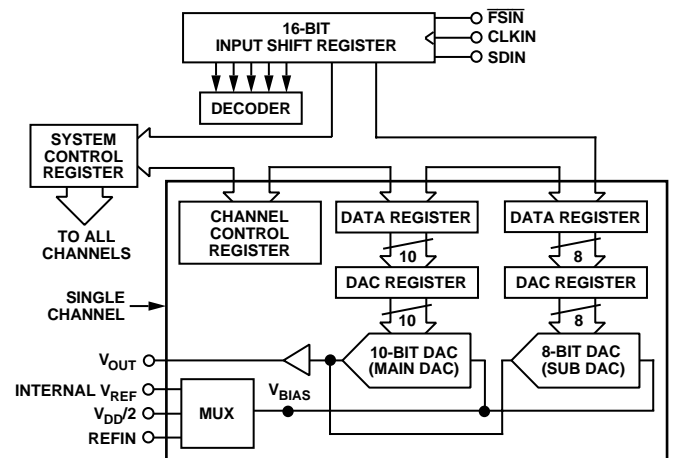 16-BIT
INPUT SHIFT REGISTER
FSIN
CLKIN
SDIN
DECODER
SYSTEM
CONTROL
REGISTER
TO ALL
CHANNELS
CHANNEL
CONTROL
REGISTER
DATA REGISTER
DATA REGISTER
10
8
DAC REGISTER
DAC REGISTER
10
8
SINGLE
CHANNEL
10-BIT DAC
(MAIN DAC)
8-BIT DAC
(SUB DAC)
VOUT
INTERNAL VREF
VDD/2
REFIN
MUX
VBIAS